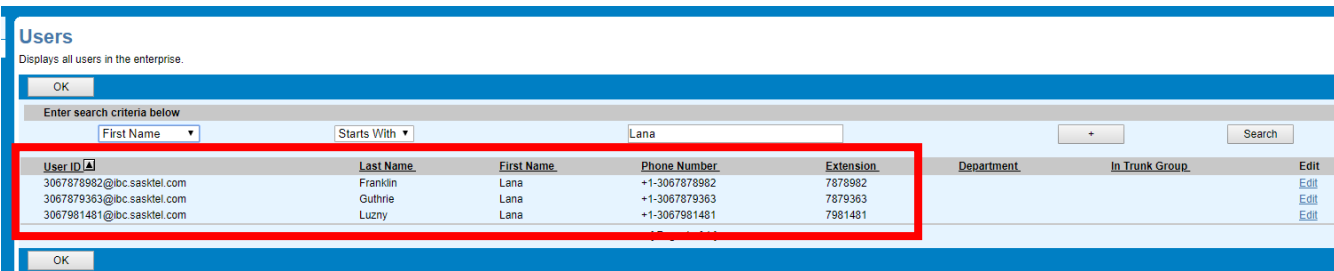 Users
Displays all users in the enterprise.
OK
Enter search criteria below
First Name Starts With Lana + Search
User ID Last Name First Name Phone Number Extension Department In Trunk Group Edit
3067878982@ibc.sasktel.com Franklin Lana +1-3067878982 7878982 Edit
3067879363@ibc.sasktel.com Guthrie Lana +1-3067879363 7879363 Edit
3067981481@ibc.sasktel.com Luzny Lana +1-3067981481 7981481 Edit
OK